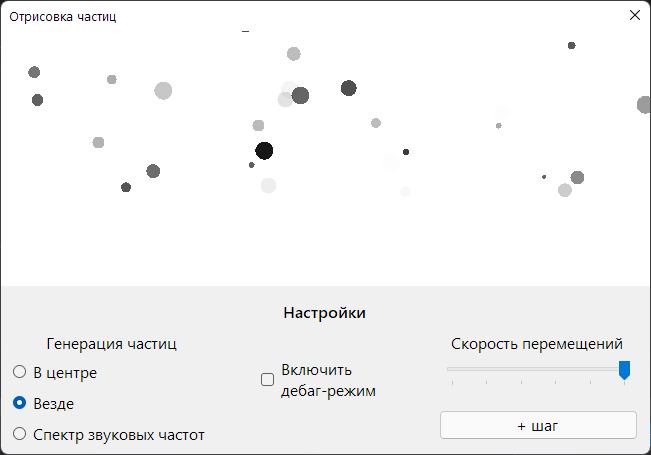 Отрисовка частиц
Настройки
Генерация частиц
В центре
Везде
Спектр звуковых частот
Включить
дебаг-режим
Скорость перемещений
+ шаг